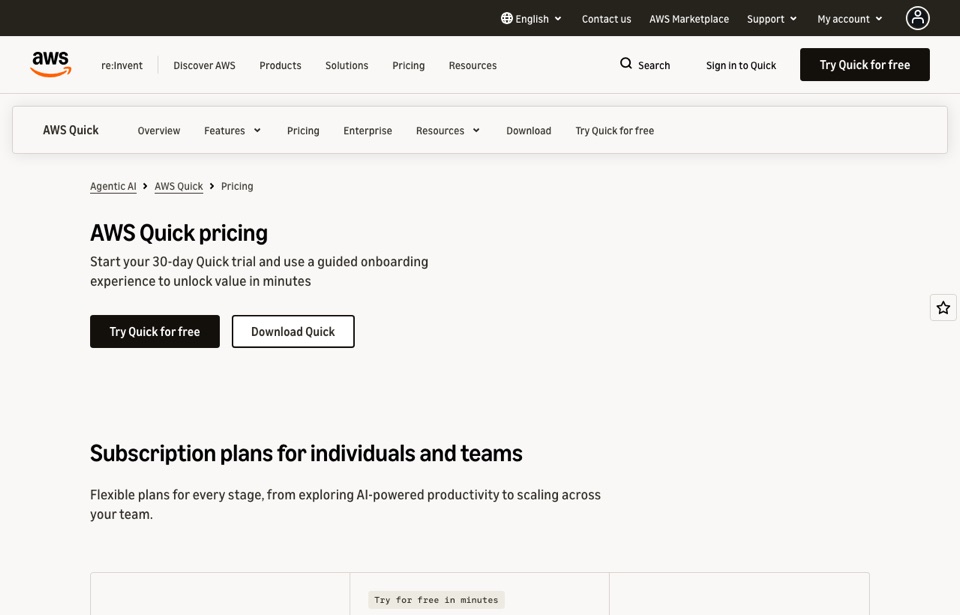 English Contact us AWS Marketplace Support My account
aws re:Invent Discover AWS Products Solutions Pricing Resources Search Sign in to Quick Try Quick for free
AWS Quick Overview Features Pricing Enterprise Resources Download Try Quick for free
Agentic AI AWS Quick Pricing
AWS Quick pricing
Start your 30-day Quick trial and use a guided onboarding
experience to unlock value in minutes
Try Quick for free Download Quick
Subscription plans for individuals and teams
Flexible plans for every stage, from exploring AI-powered productivity to scaling across
your team.
Try for free in minutes